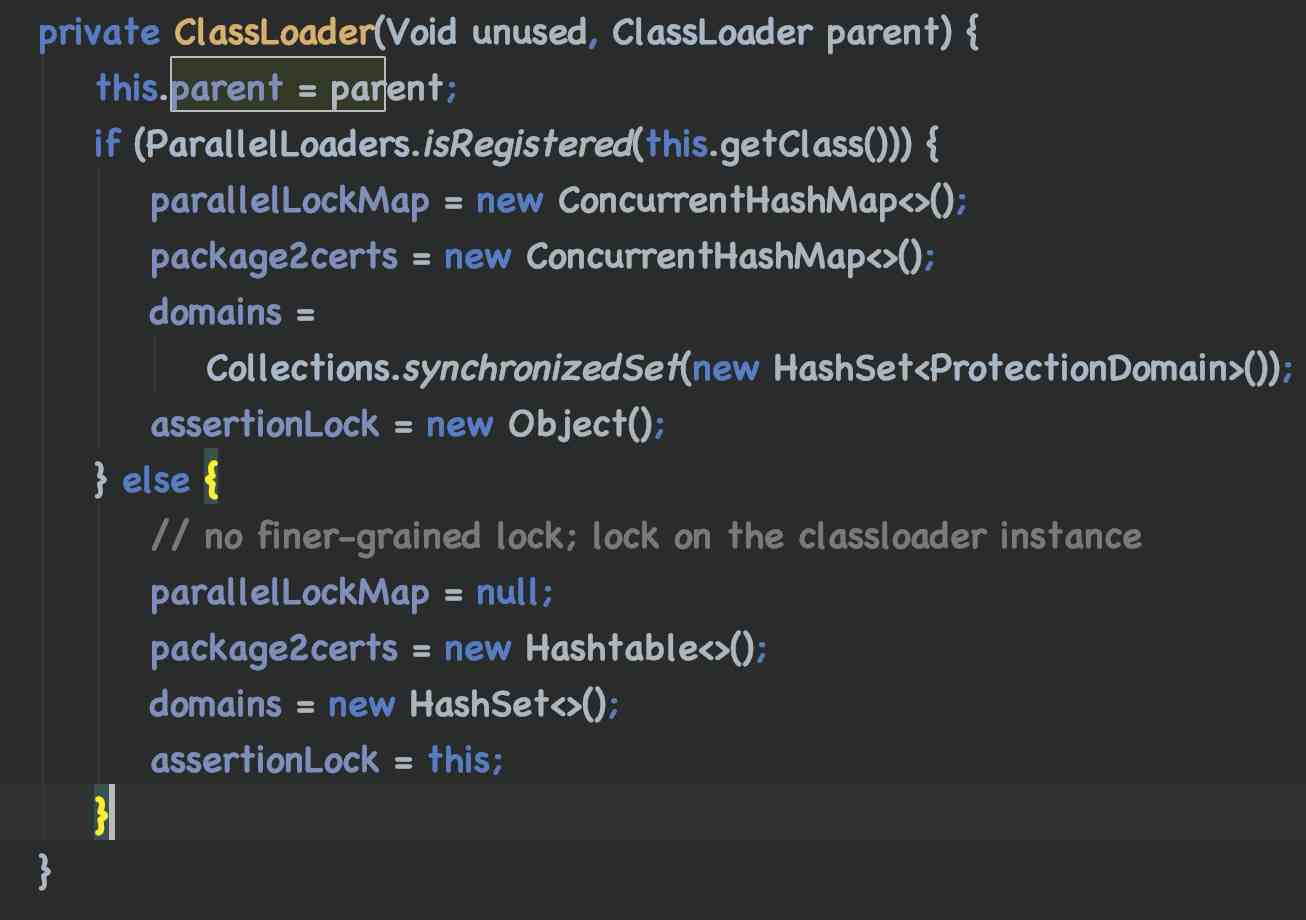 private ClassLoader(Void unused, ClassLoader parent) {
this.parent = parent;
if (ParallelLoaders.isRegistered(this.getClass())) {
parallelLockMap = new ConcurrentHashMap<>();
package2certs = new ConcurrentHashMap<>();
domains =
Collections.synchronizedSet(new HashSet<ProtectionDomain>());
assertionLock = new Object();
} else {
// no finer-grained lock; lock on the classloader instance
parallelLockMap = null;
package2certs = new Hashtable<>();
domains = new HashSet<>();
assertionLock = this;
}
}